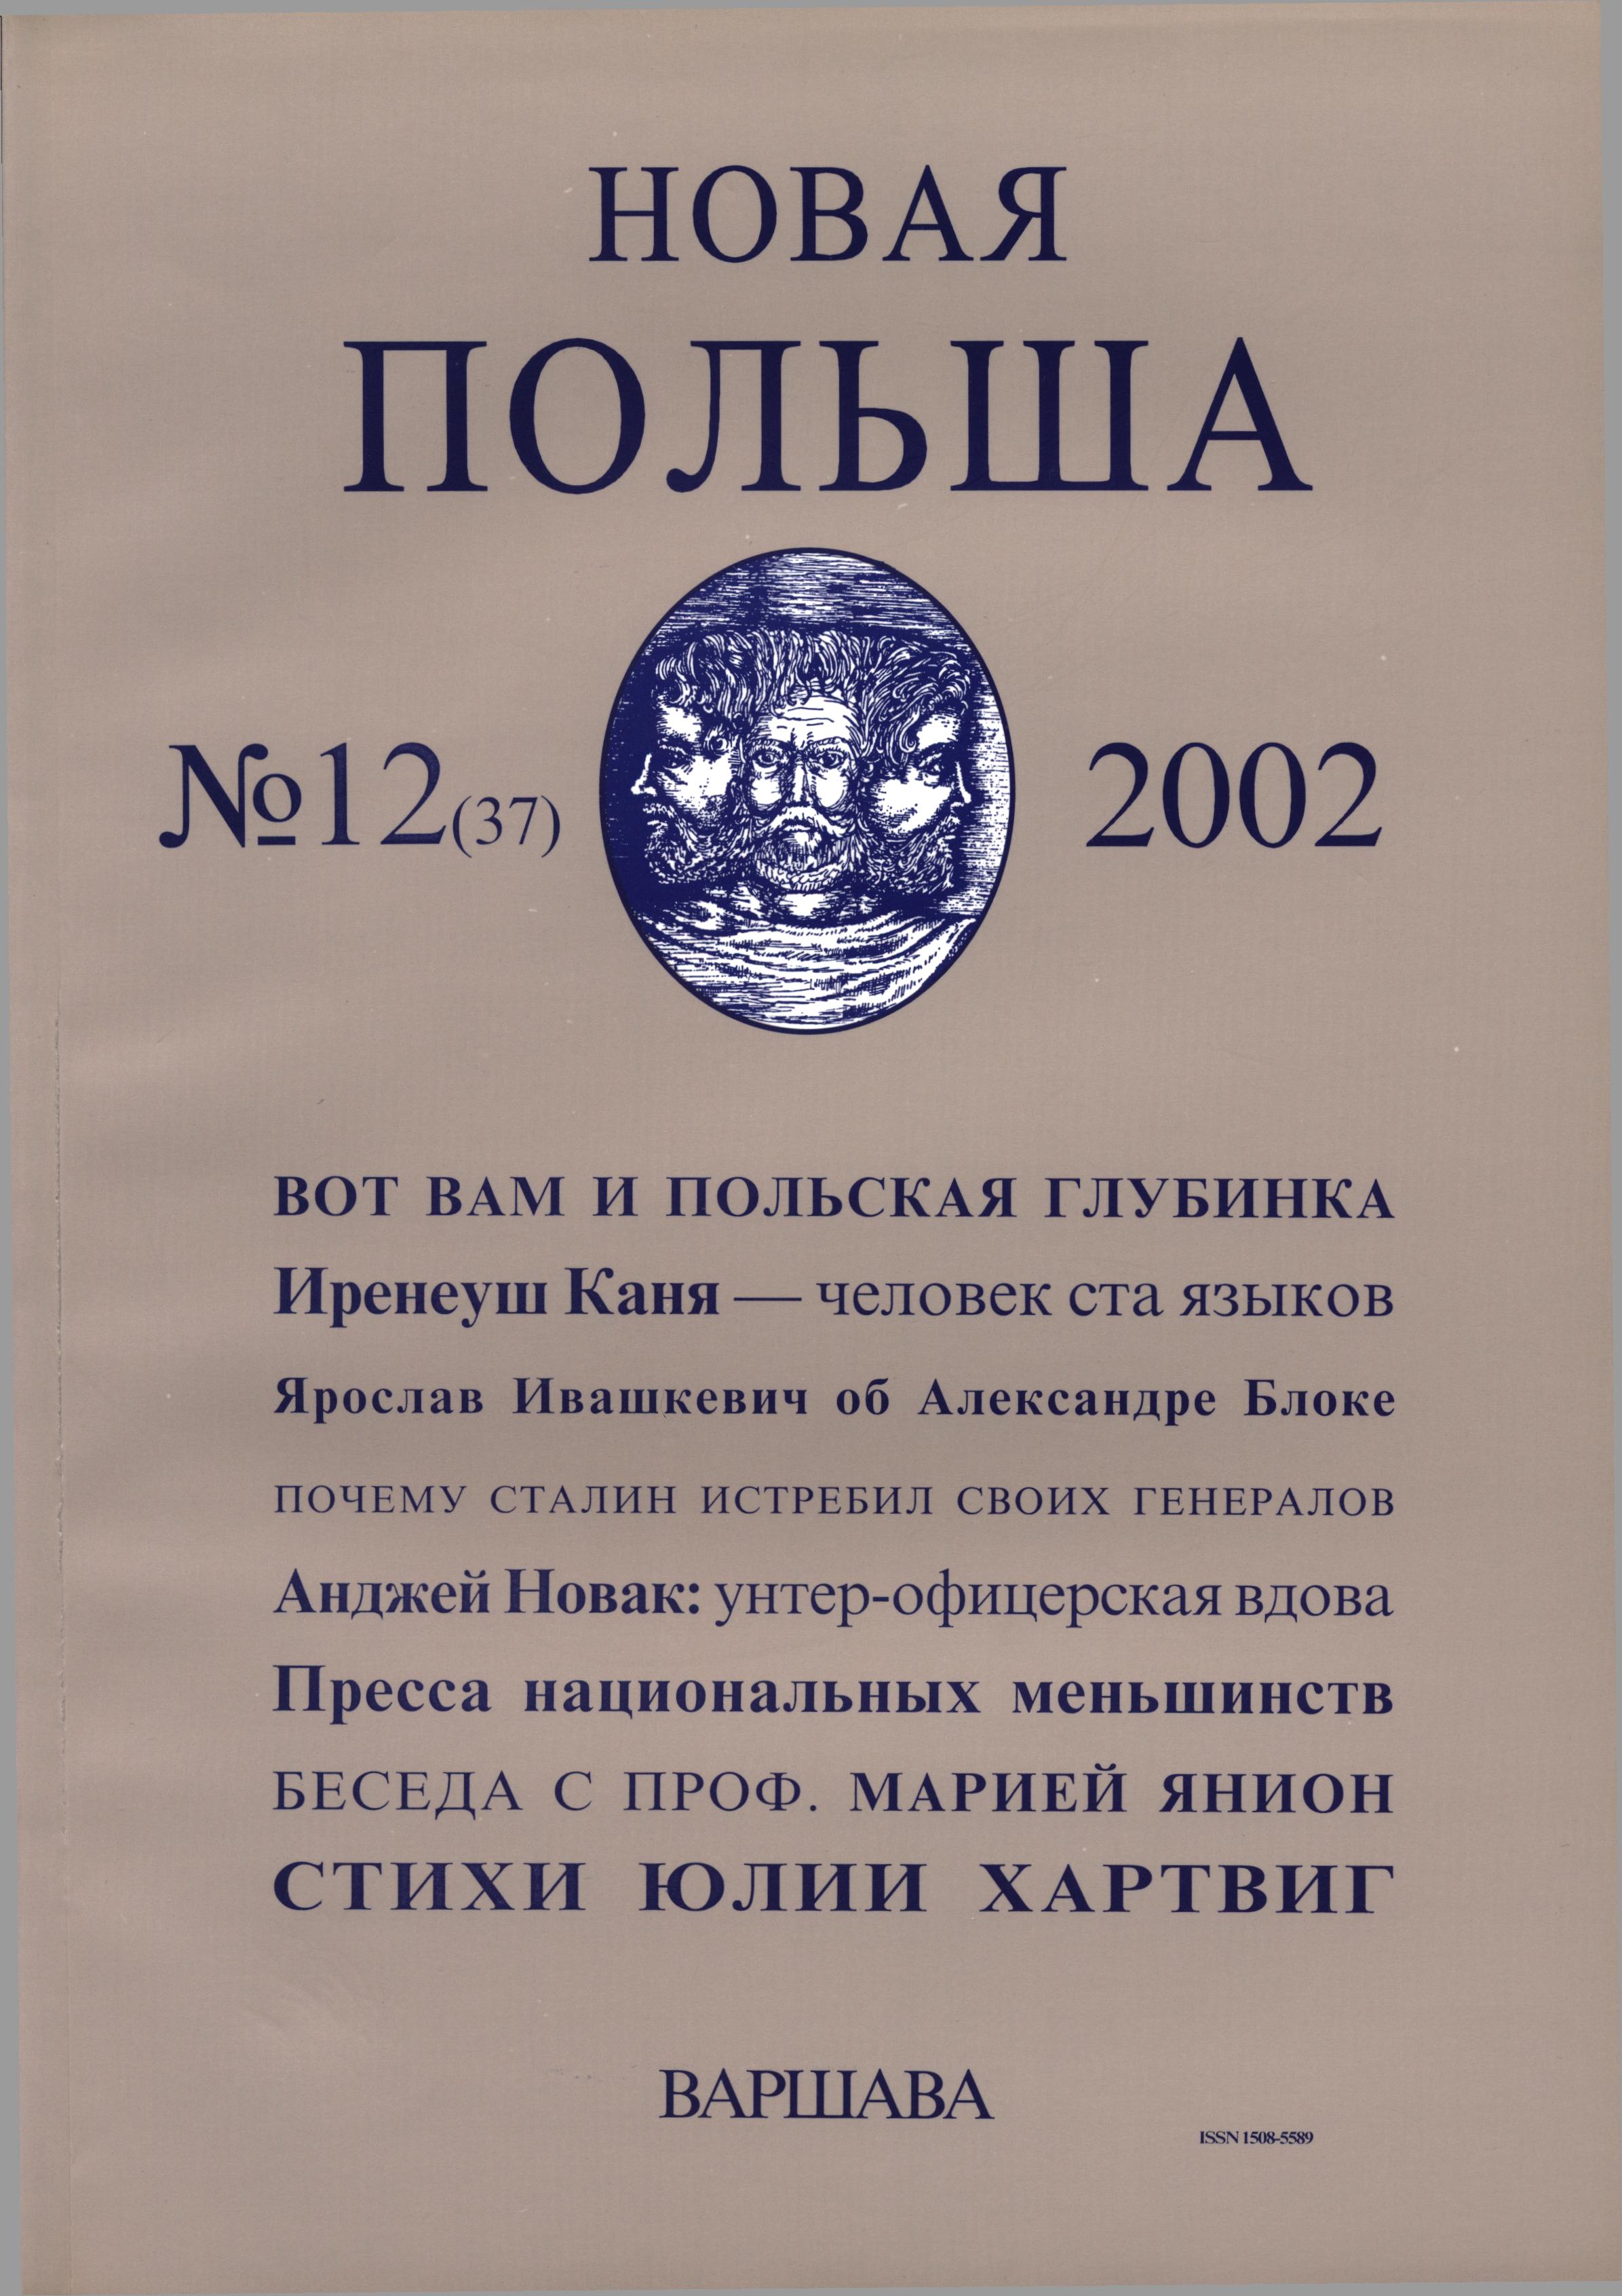 НОВАЯ
ПОЛЬША
№12(37) 2002
ВОТ ВАМ И ПОЛЬСКАЯ ГЛУБИНКА
Иренеуш Каня — человек ста языков
Ярослав Ивашкевич об Александре Блоке
ПОЧЕМУ СТАЛИН ИСТРЕБИЛ СВОИХ ГЕНЕРАЛОВ
Анджей Новак: унтер-офицерская вдова
Пресса национальных меньшинств
БЕСЕДА С ПРОФ. МАРИЕЙ ЯНИОН
СТИХИ ЮЛИИ ХАРТВИГ
ВАРШАВА
ISSN 1508-5589